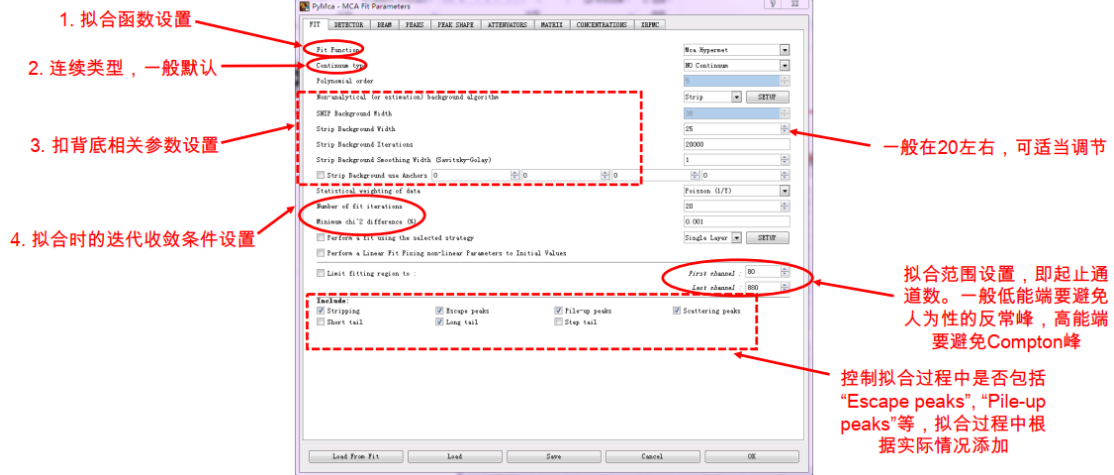 PyMca - MCA Fit Parameters
FIT DETECTOR BEAM PEAKS PEAK SHAPE ATTENUATORS MATRIX CONCENTRATIONS XRFMC
1. 拟合函数设置
Fit Function Mca Hypermet
2. 连续类型，一般默认
Continuum type NO Continuum
Polynomial order
3. 扣背底相关参数设置
Non-analytical (or estimation) background algorithm Strip SETUP
SNIP Background Width
Strip Background Width 25
一般在20左右，可适当调节
Strip Background Iterations 20000
Strip Background Smoothing Width (Savitsky-Golay) 1
Strip Background use Anchors 0 0 0 0
Statistical weighting of data Poisson (1/Y)
4. 拟合时的迭代收敛条件设置
Number of fit iterations 20
Minimum chi^2 difference (%) 0.001
Perform a fit using the selected strategy Single Layer SETUP
Perform a Linear Fit Fixing non-linear Parameters to Initial Values
Limit fitting region to : First channel : 80
Last channel : 880
拟合范围设置，即起止通
道数。一般低能端要避免
人为性的反常峰，高能端
要避免Compton峰
Include:
Stripping Escape peaks Pile-up peaks Scattering peaks
Short tail Long tail Step tail
控制拟合过程中是否包括
“Escape peaks”, “Pile-up
peaks”等，拟合过程中根
据实际情况添加
Load From Fit Load Save Cancel OK